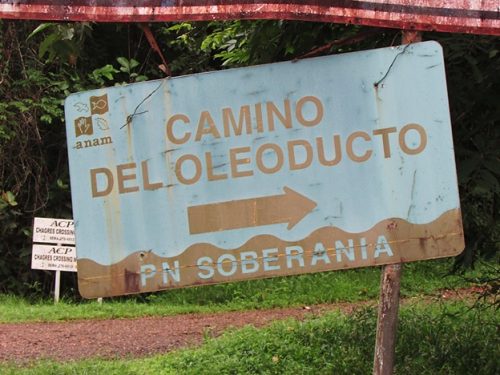 CAMINO
DEL OLEODUCTO
anam
PN SOBERANIA
ACP
CHAGRES CROSSING
ACP
CHAGRES CROSSING